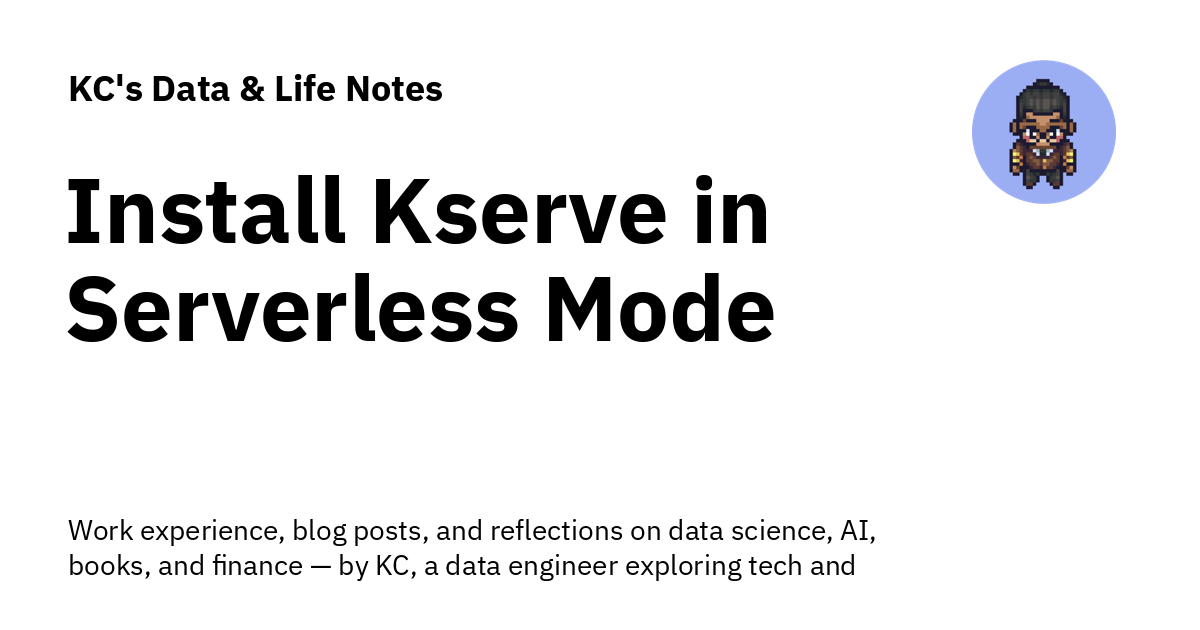 KC's Data & Life Notes
Install Kserve in
Serverless Mode
Work experience, blog posts, and reflections on data science, AI,
books, and finance — by KC, a data engineer exploring tech and